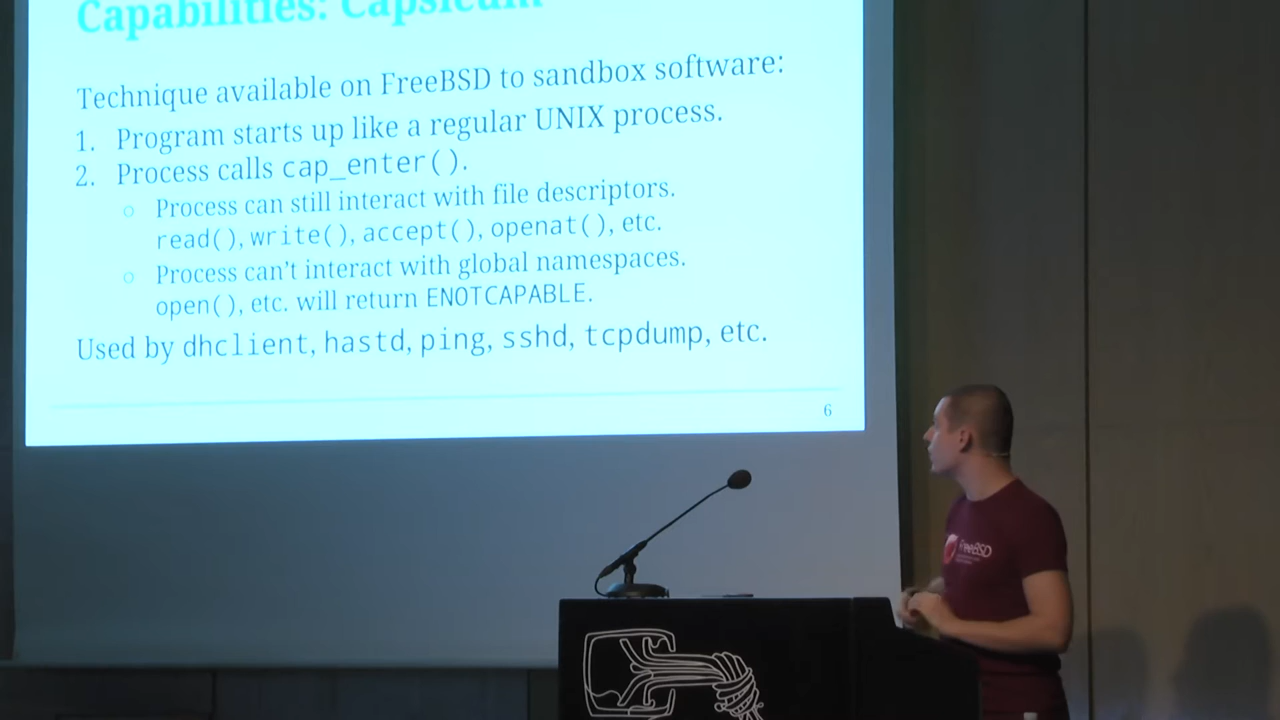 Capabilities: Capsicum
Technique available on FreeBSD to sandbox software:
1. Program starts up like a regular UNIX process.
2. Process calls cap_enter().
○ Process can still interact with file descriptors.
read(), write(), accept(), openat(), etc.
○ Process can't interact with global namespaces.
open(), etc. will return ENOTCAPABLE.
Used by dhclient, hastd, ping, sshd, tcpdump, etc.
6
FreeBSD